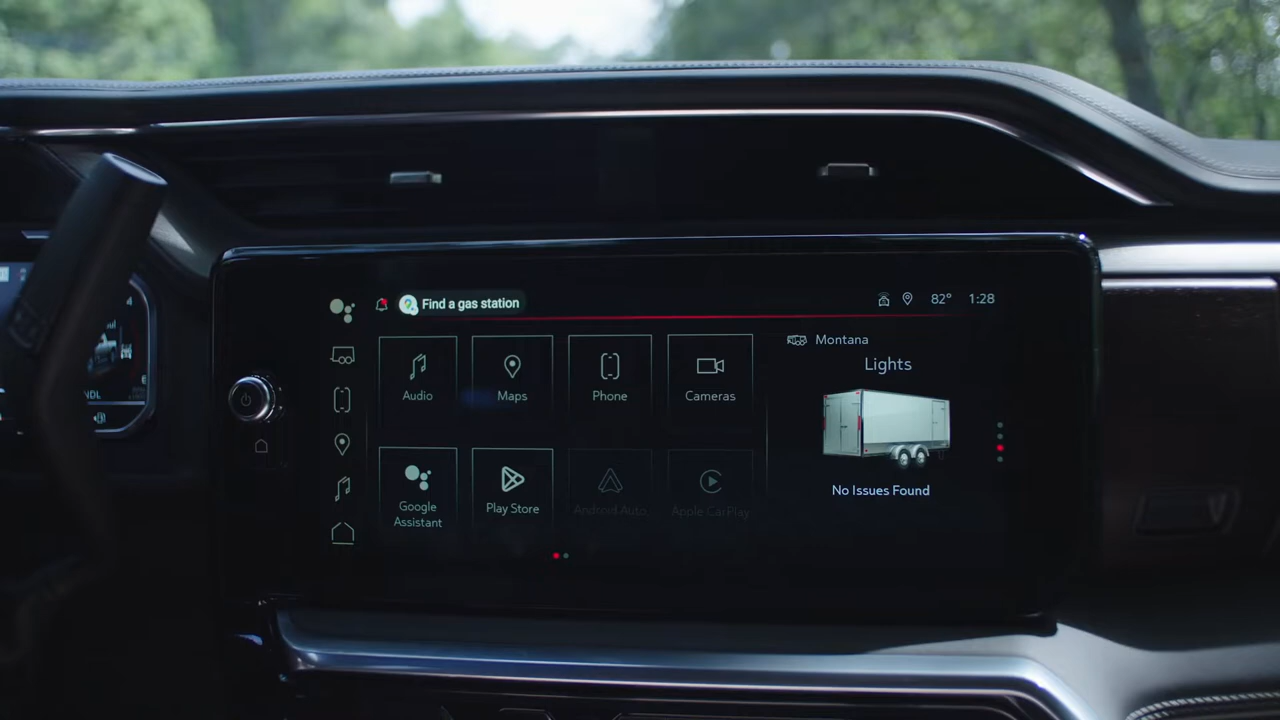 Find a gas station
82°
1:28
Audio
Maps
Phone
Cameras
Google
Assistant
Play Store
Android Auto
Apple CarPlay
Montana
Lights
No Issues Found